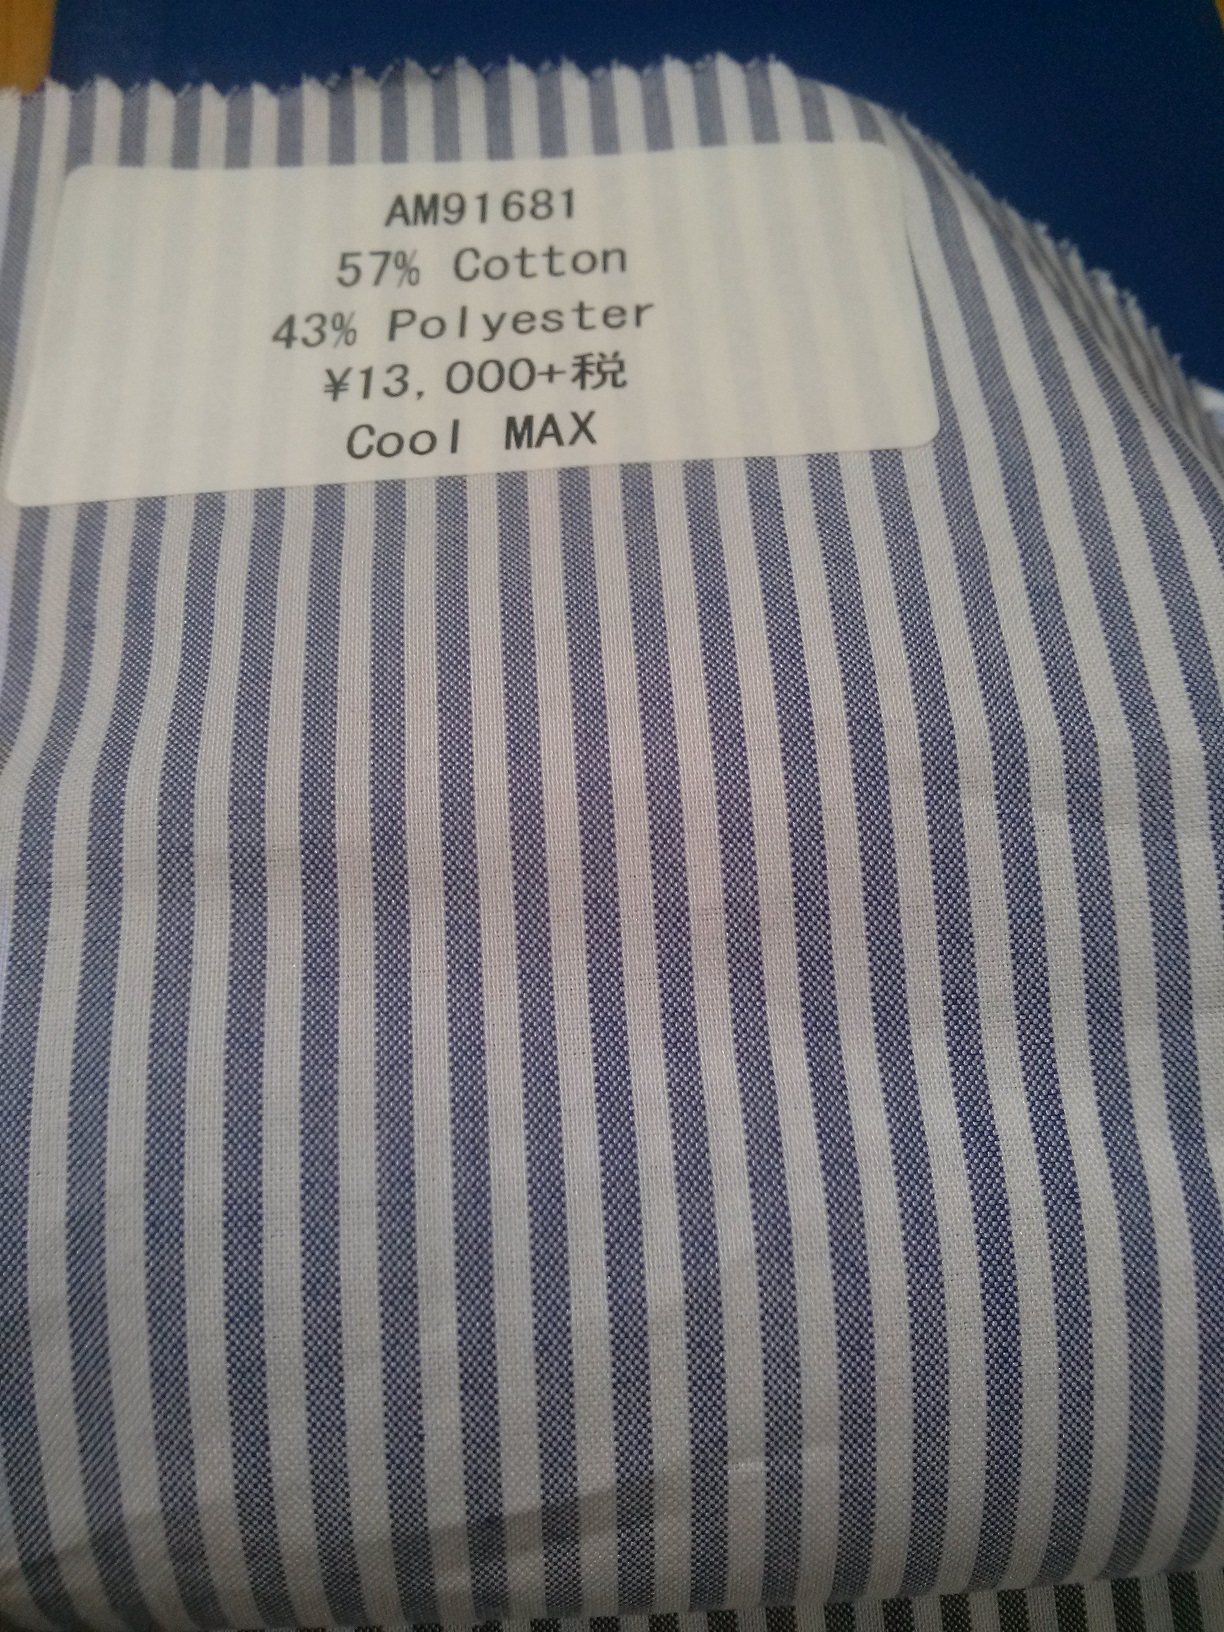 AM91681
57% Cotton
43% Polyester
¥13,000+税
Cool MAX